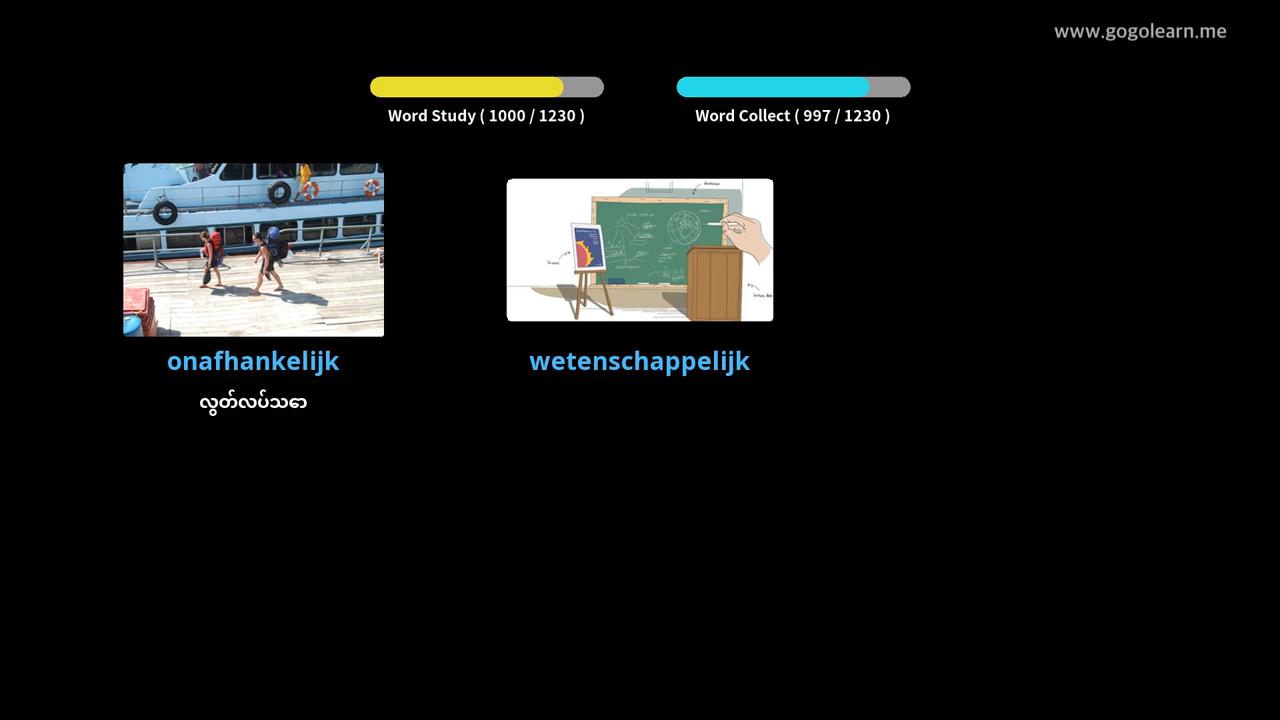 www.gogolearn.me
Word Study ( 1000 / 1230 )
Word Collect ( 997 / 1230 )
onafhankelijk
wetenschappelijk
လွတ်လပ်သော